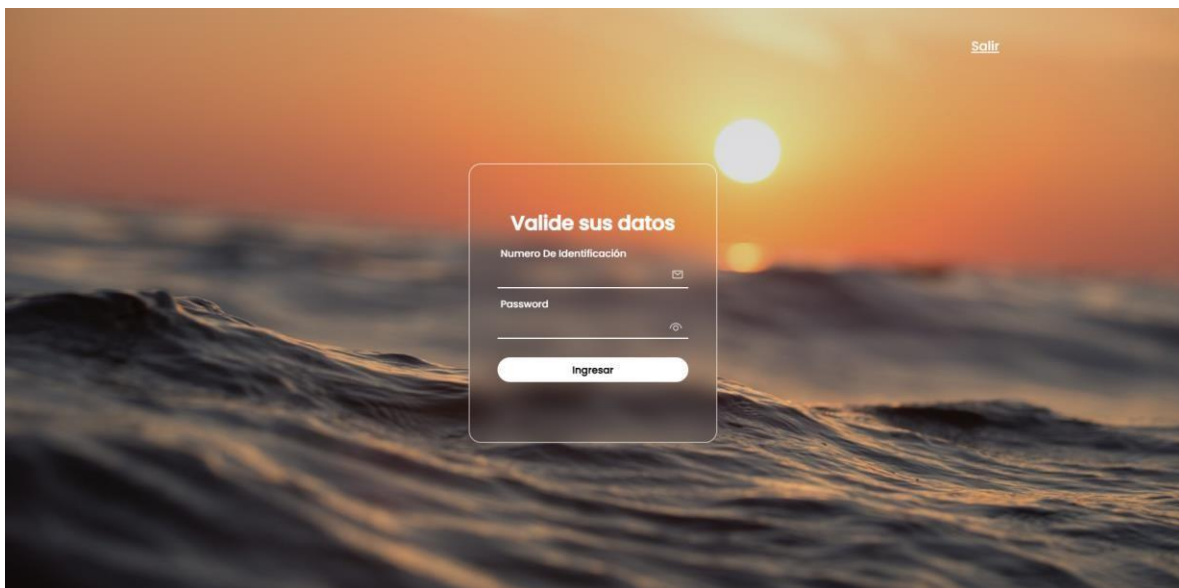 Salir
Valide sus datos
Numero De Identificación
Password
Ingresar